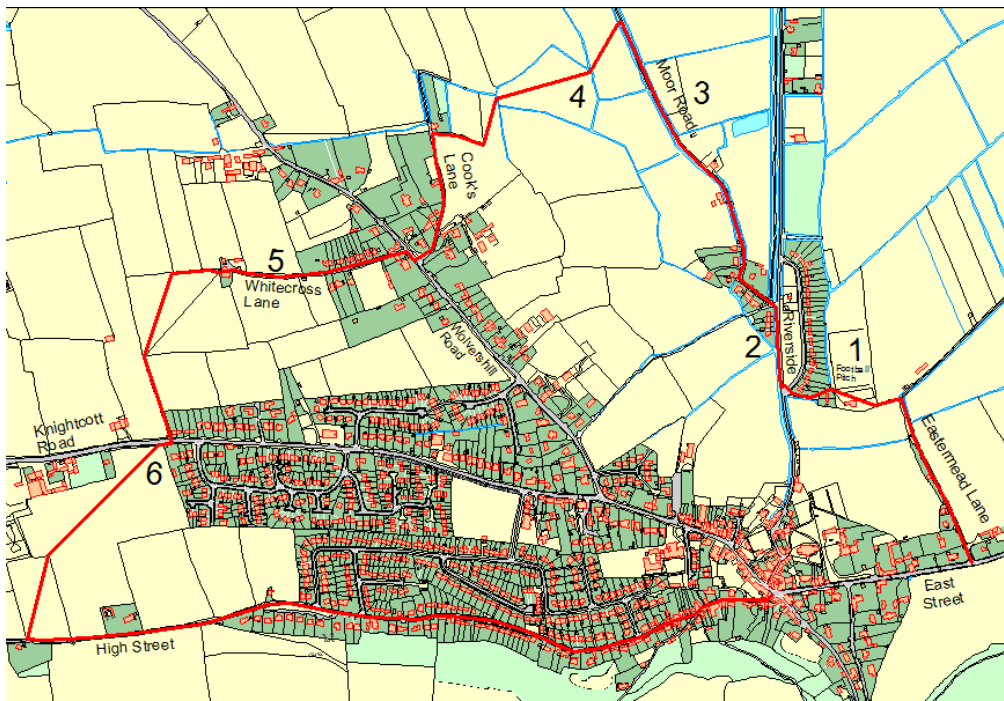 Moor Road
3
4
Cook's
Lane
5
Whitecross
Lane
Wolvershill
Road
2
Riverside
1
Football
Pitch
Knightcott
Road
6
Eastermead Lane
East
Street
High Street